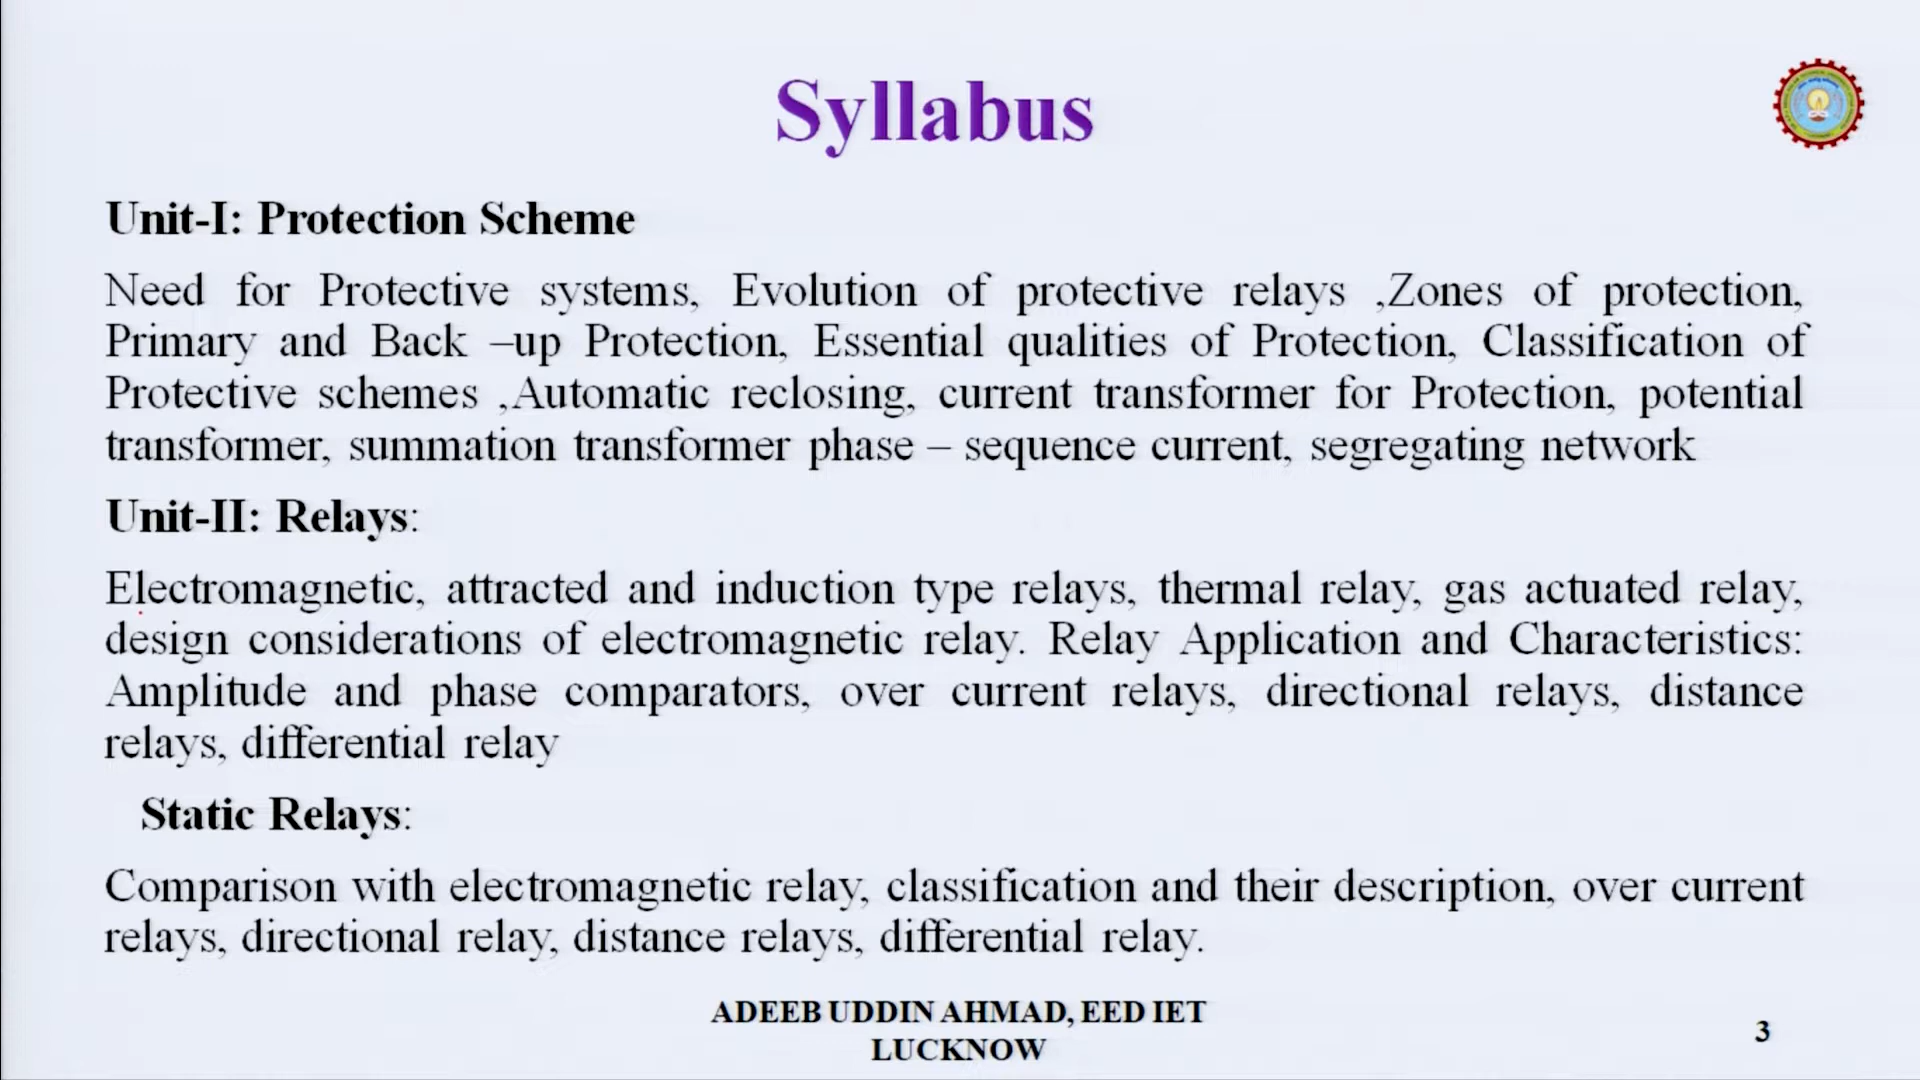 Syllabus
Unit-I: Protection Scheme
Need for Protective systems, Evolution of protective relays ,Zones of protection,
Primary and Back –up Protection, Essential qualities of Protection, Classification of
Protective schemes ,Automatic reclosing, current transformer for Protection, potential
transformer, summation transformer phase – sequence current, segregating network
Unit-II: Relays:
Electromagnetic, attracted and induction type relays, thermal relay, gas actuated relay,
design considerations of electromagnetic relay. Relay Application and Characteristics:
Amplitude and phase comparators, over current relays, directional relays, distance
relays, differential relay
Static Relays:
Comparison with electromagnetic relay, classification and their description, over current
relays, directional relay, distance relays, differential relay.
ADEEB UDDIN AHMAD, EED IET
LUCKNOW
3